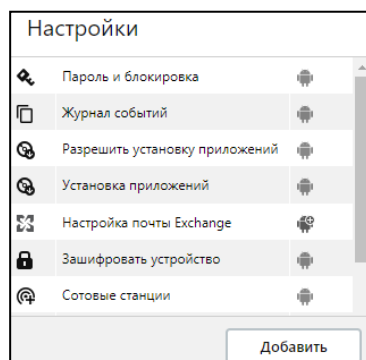 Настройки
Пароль и блокировка
Журнал событий
Разрешить установку приложений
Установка приложений
Настройка почты Exchange
Зашифровать устройство
Сотовые станции
Добавить